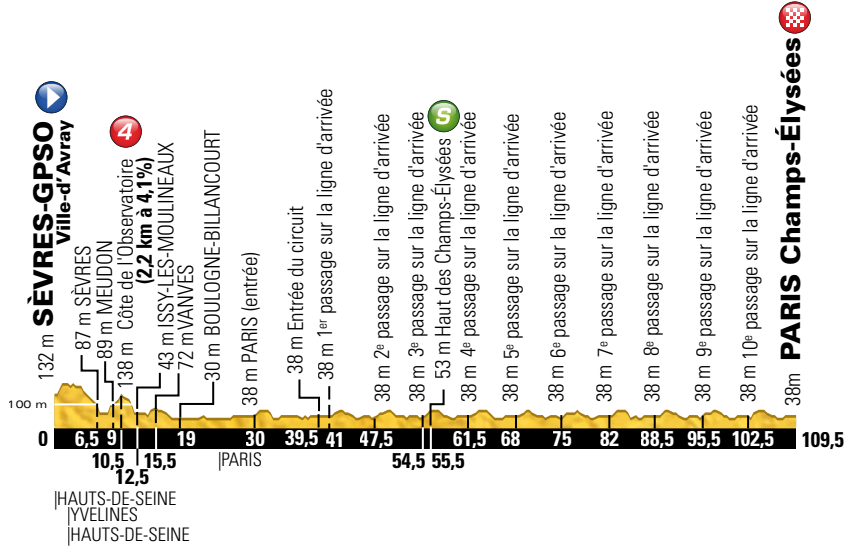 132 m SÈVRES-GPSO
Ville-d'Avray
87 m SÈVRES
89 m MEUDON
4
138 m Côte de l'Observatoire
(2,2 km à 4,1%)
43 m ISSY-LES-MOULINEAUX
72 m VANVES
30 m BOULOGNE-BILLANCOURT
38 m PARIS (entrée)
38 m Entrée du circuit
38 m 1er passage sur la ligne d'arrivée
38 m 2e passage sur la ligne d'arrivée
38 m 3e passage sur la ligne d'arrivée
S
53 m Haut des Champs-Élysées
38 m 4e passage sur la ligne d'arrivée
38 m 5e passage sur la ligne d'arrivée
38 m 6e passage sur la ligne d'arrivée
38 m 7e passage sur la ligne d'arrivée
38 m 8e passage sur la ligne d'arrivée
38 m 9e passage sur la ligne d'arrivée
38 m 10e passage sur la ligne d'arrivée
38m PARIS Champs-Élysées
100 m
0 6,5 9 19 30 39,5 41 47,5 61,5 68 75 82 88,5 95,5 102,5 109,5
10,5 15,5 |PARIS 54,5 55,5
12,5
|HAUTS-DE-SEINE
|YVELINES
|HAUTS-DE-SEINE